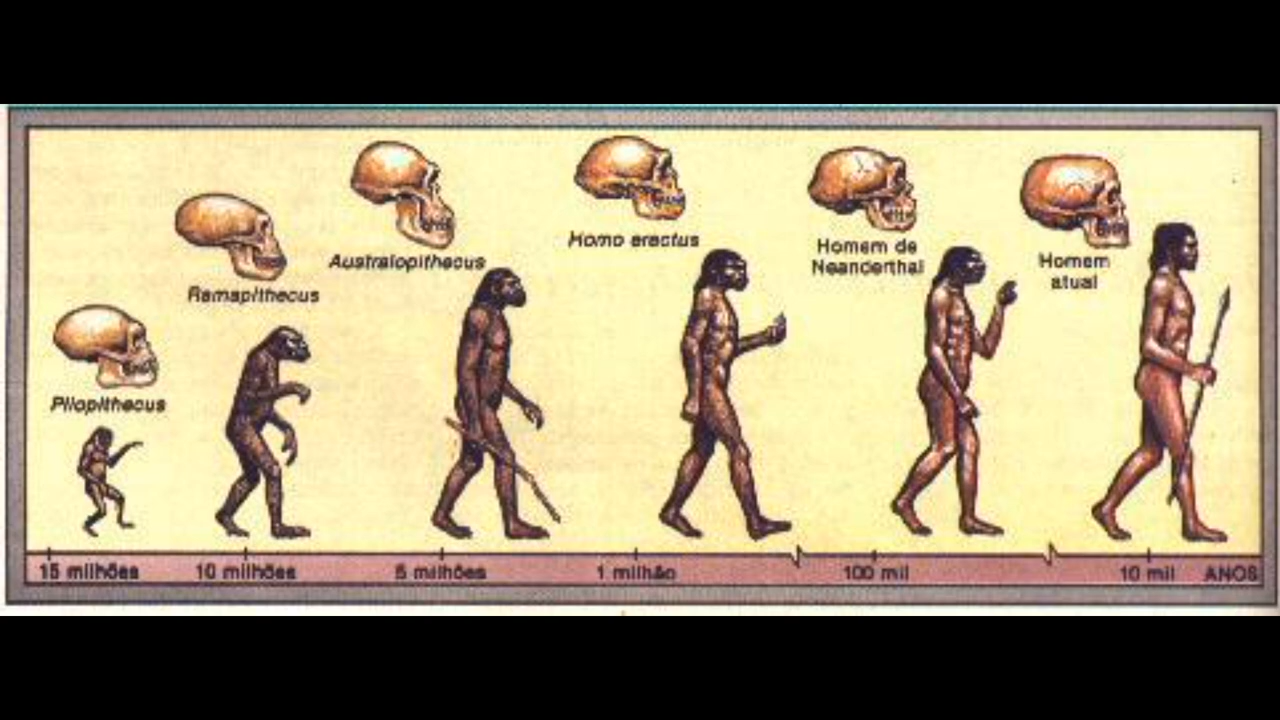 Pliopithecus
Ramapithecus
Australopithecus
Homo erectus
Homem de
Neanderthal
Homem
atual
15 milhões
10 milhões
5 milhões
1 milhão
100 mil
10 mil
ANOS